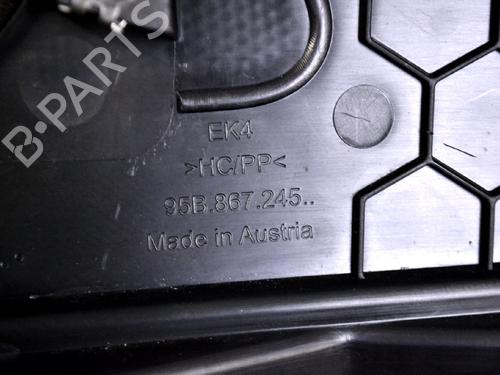 B-PARTS
EK4
>HC/PP<
95B.867.245..
Made in Austria